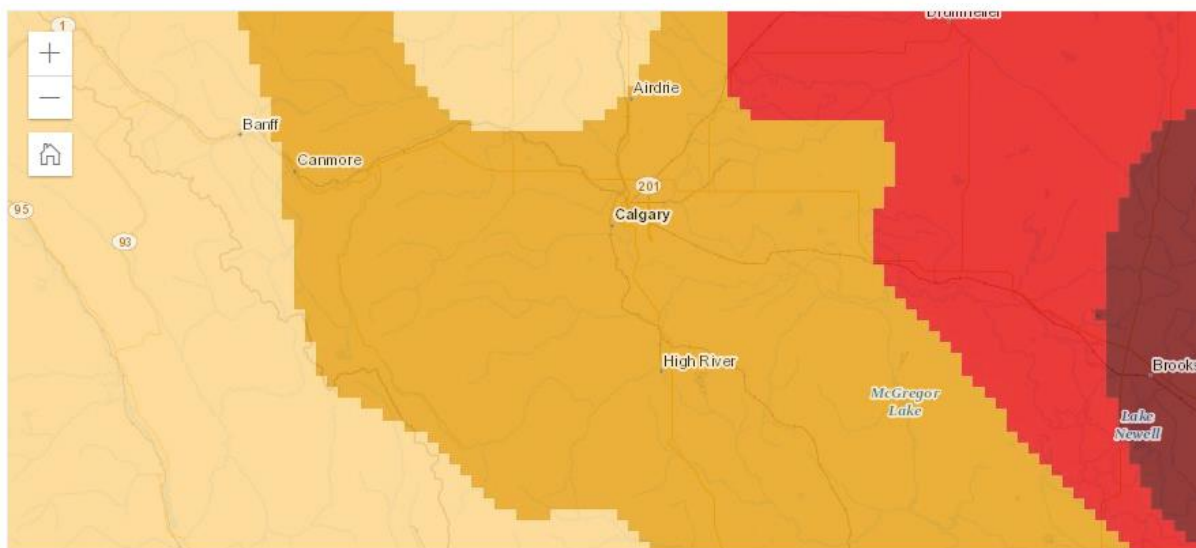 1
Drumheller
Airdrie
Banff
Canmore
201
95
Calgary
93
High River
Brooks
McGregor
Lake
Lake
Newell